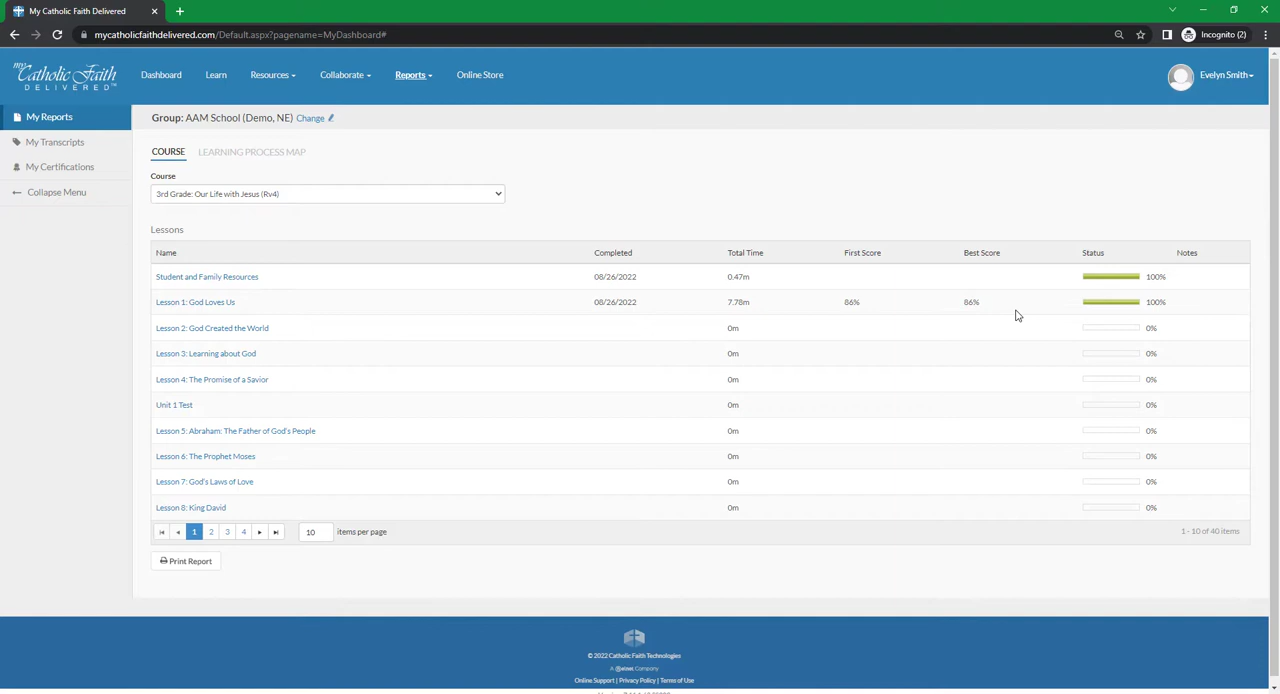 My Catholic Faith Delivered
mycatholicfaithdelivered.com/Default.aspx?pagename=MyDashboard#
Incognito (2)
my Catholic Faith
DELIVERED™
Dashboard
Learn
Resources
Collaborate
Reports
Online Store
Evelyn Smith
My Reports
My Transcripts
My Certifications
Collapse Menu
Group: AAM School (Demo, NE) Change
COURSE LEARNING PROCESS MAP
Course
3rd Grade: Our Life with Jesus (Rv4)
Lessons
Name Completed Total Time First Score Best Score Status Notes
Student and Family Resources 08/26/2022 0.47m 100%
Lesson 1: God Loves Us 08/26/2022 7.78m 86% 86% 100%
Lesson 2: God Created the World 0m 0%
Lesson 3: Learning about God 0m 0%
Lesson 4: The Promise of a Savior 0m 0%
Unit 1 Test 0m 0%
Lesson 5: Abraham: The Father of God's People 0m 0%
Lesson 6: The Prophet Moses 0m 0%
Lesson 7: God's Laws of Love 0m 0%
Lesson 8: King David 0m 0%
1 2 3 4 10 items per page 1 - 10 of 40 items
Print Report
© 2022 Catholic Faith Technologies
Company
Online Support | Privacy Policy | Terms of Use